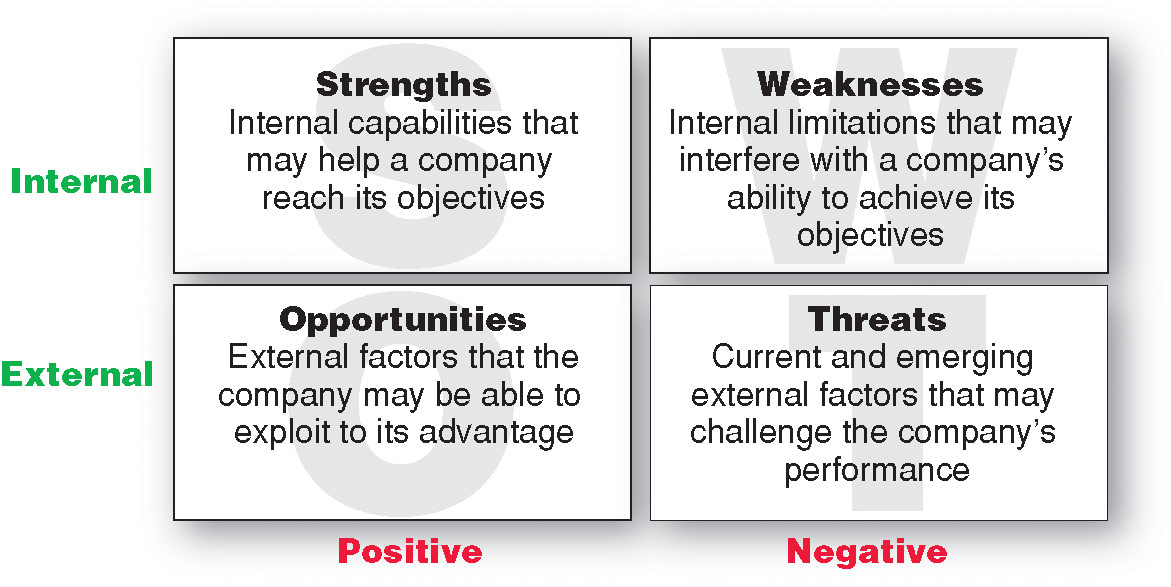 Strengths
Internal capabilities that
may help a company
reach its objectives
Weaknesses
Internal limitations that may
interfere with a company’s
ability to achieve its
objectives
Internal
Opportunities
External factors that the
company may be able to
exploit to its advantage
Threats
Current and emerging
external factors that may
challenge the company’s
performance
External
Positive
Negative
S
W
O
T